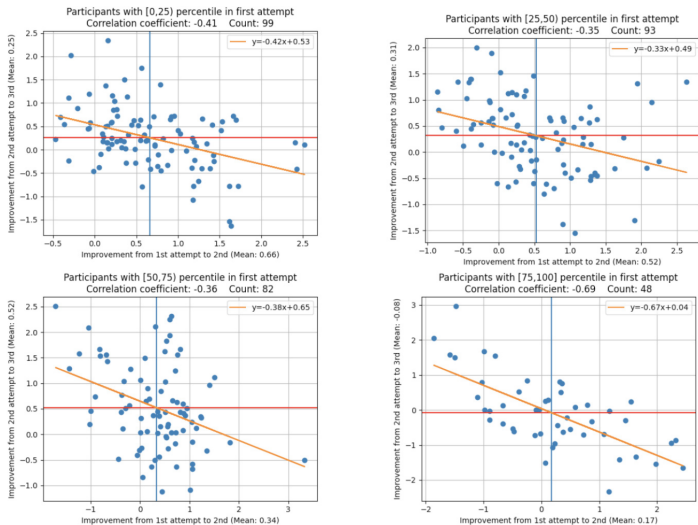 Participants with [0,25) percentile in first attempt
Correlation coefficient: -0.41 Count: 99
y=-0.42x+0.53
Improvement from 2nd attempt to 3rd (Mean: 0.25)
2.5
2.0
1.5
1.0
0.5
0.0
-0.5
-1.0
-1.5
-0.5 0.0 0.5 1.0 1.5 2.0 2.5
Improvement from 1st attempt to 2nd (Mean: 0.66)
Participants with [25,50) percentile in first attempt
Correlation coefficient: -0.35 Count: 93
y=-0.33x+0.49
Improvement from 2nd attempt to 3rd (Mean: 0.31)
2.0
1.5
1.0
0.5
0.0
-0.5
-1.0
-1.5
-1.0 -0.5 0.0 0.5 1.0 1.5 2.0 2.5
Improvement from 1st attempt to 2nd (Mean: 0.52)
Participants with [50,75) percentile in first attempt
Correlation coefficient: -0.36 Count: 82
y=-0.38x+0.65
Improvement from 2nd attempt to 3rd (Mean: 0.52)
2.5
2.0
1.5
1.0
0.5
0.0
-0.5
-1.0
-1 0 1 2 3
Improvement from 1st attempt to 2nd (Mean: 0.34)
Participants with [75,100] percentile in first attempt
Correlation coefficient: -0.69 Count: 48
y=-0.67x+0.04
Improvement from 2nd attempt to 3rd (Mean: -0.08)
3
2
1
0
-1
-2
-2 -1 0 1 2
Improvement from 1st attempt to 2nd (Mean: 0.17)